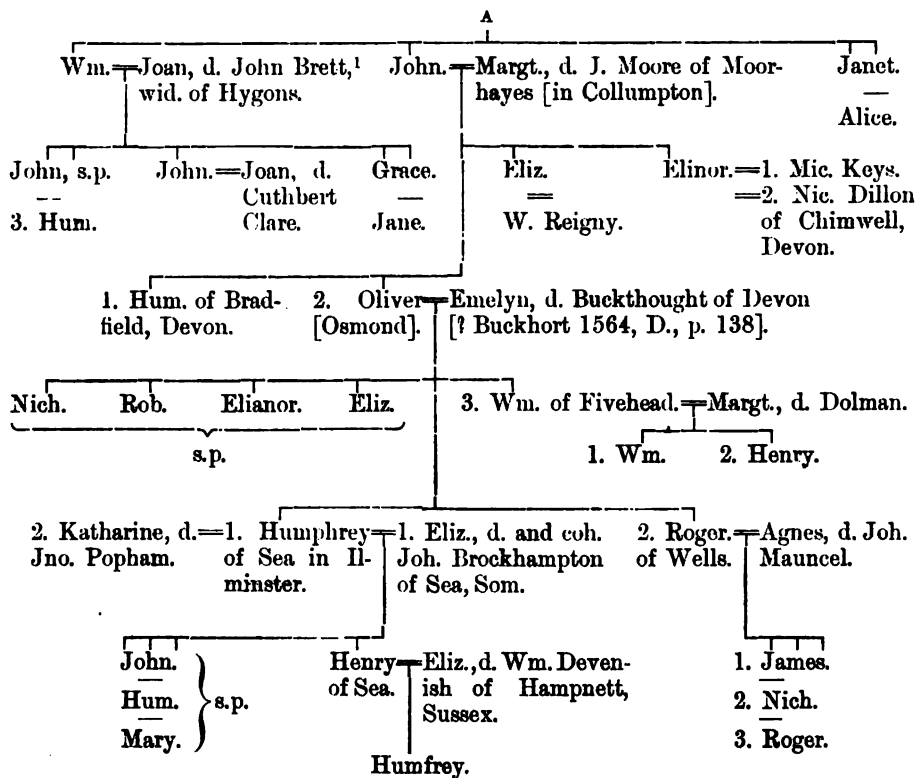 A
Wm.=Joan, d. John Brett,¹ John.=Margt., d. J. Moore of Moor- Janet.
wid. of Hygons. hayes [in Collumpton]. —
Alice.
John, s.p. John.=Joan, d. Grace. Eliz. Elinor.=1. Mic. Keys.
-- Cuthbert — = =2. Nic. Dillon
3. Hum. Clare. Jane. W. Reigny. of Chimwell,
Devon.
1. Hum. of Brad- 2. Oliver=Emelyn, d. Buckthought of Devon
field, Devon. [Osmond]. [? Buckhort 1564, D., p. 138].
Nich. Rob. Elianor. Eliz. 3. Wm. of Fivehead.=Margt., d. Dolman.
s.p. 1. Wm. 2. Henry.
2. Katharine, d.=1. Humphrey=1. Eliz., d. and coh. 2. Roger.=Agnes, d. Joh.
Jno. Popham. of Sea in Il- Joh. Brockhampton of Wells. Mauncel.
minster. of Sea, Som.
John. Henry=Eliz., d. Wm. Deven- 1. James.
— of Sea. ish of Hampnett, —
Hum. s.p. Sussex. 2. Nich.
— —
Mary. 3. Roger.
Humfrey.